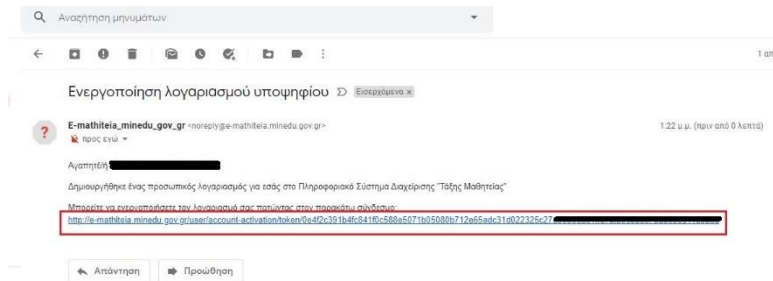 Αναζήτηση μηνυμάτων
1 απ
Ενεργοποίηση λογαριασμού υποψηφίου Εισερχόμενα x
E-mathiteia_minedu_gov_gr <noreply@e-mathiteia.minedu.gov.gr> 1:22 μ.μ. (πριν από 0 λεπτά)
προς εγώ
Αγαπητέ/ή
Δημιουργήθηκε ένας προσωπικός λογαριασμός για εσάς στο Πληροφοριακό Σύστημα Διαχείρισης "Τάξης Μαθητείας"
Μπορείτε να ενεργοποιήσετε τον λογαριασμό σας πατώντας στον παρακάτω σύνδεσμο:
http://e-mathiteia.minedu.gov.gr/user/account-activation/token/0e4f2c391b4fc841f0c588e5071b05080b712e65adc31d022325c27
Απάντηση Προώθηση